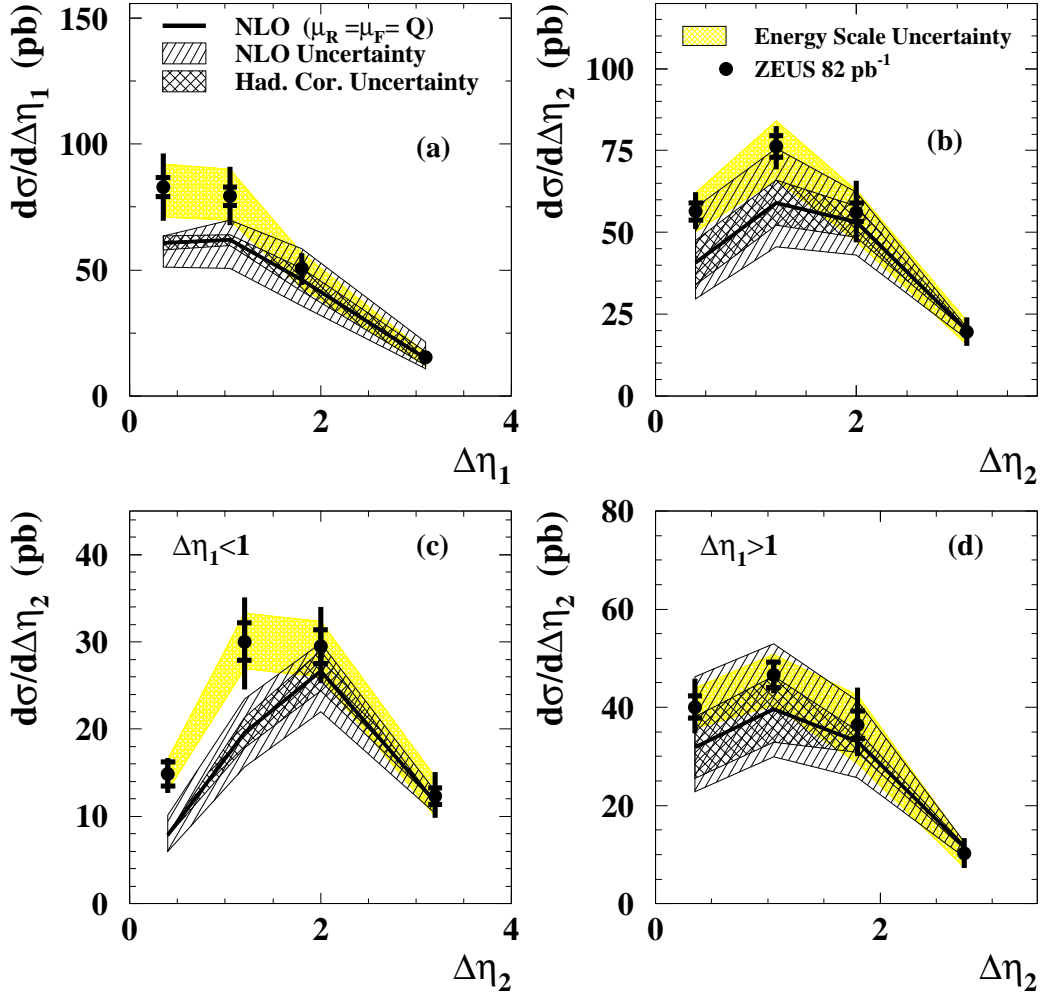 dσ/dΔη₁ (pb)
150
100
50
0
NLO (μR =μF= Q)
NLO Uncertainty
Had. Cor. Uncertainty
(a)
0 2 4
Δη₁
dσ/dΔη₂ (pb)
100
75
50
25
0
Energy Scale Uncertainty
ZEUS 82 pb⁻¹
(b)
0 2
Δη₂
dσ/dΔη₂ (pb)
40
30
20
10
0
Δη₁<1
(c)
0 2 4
Δη₂
dσ/dΔη₂ (pb)
80
60
40
20
0
Δη₁>1
(d)
0 2
Δη₂